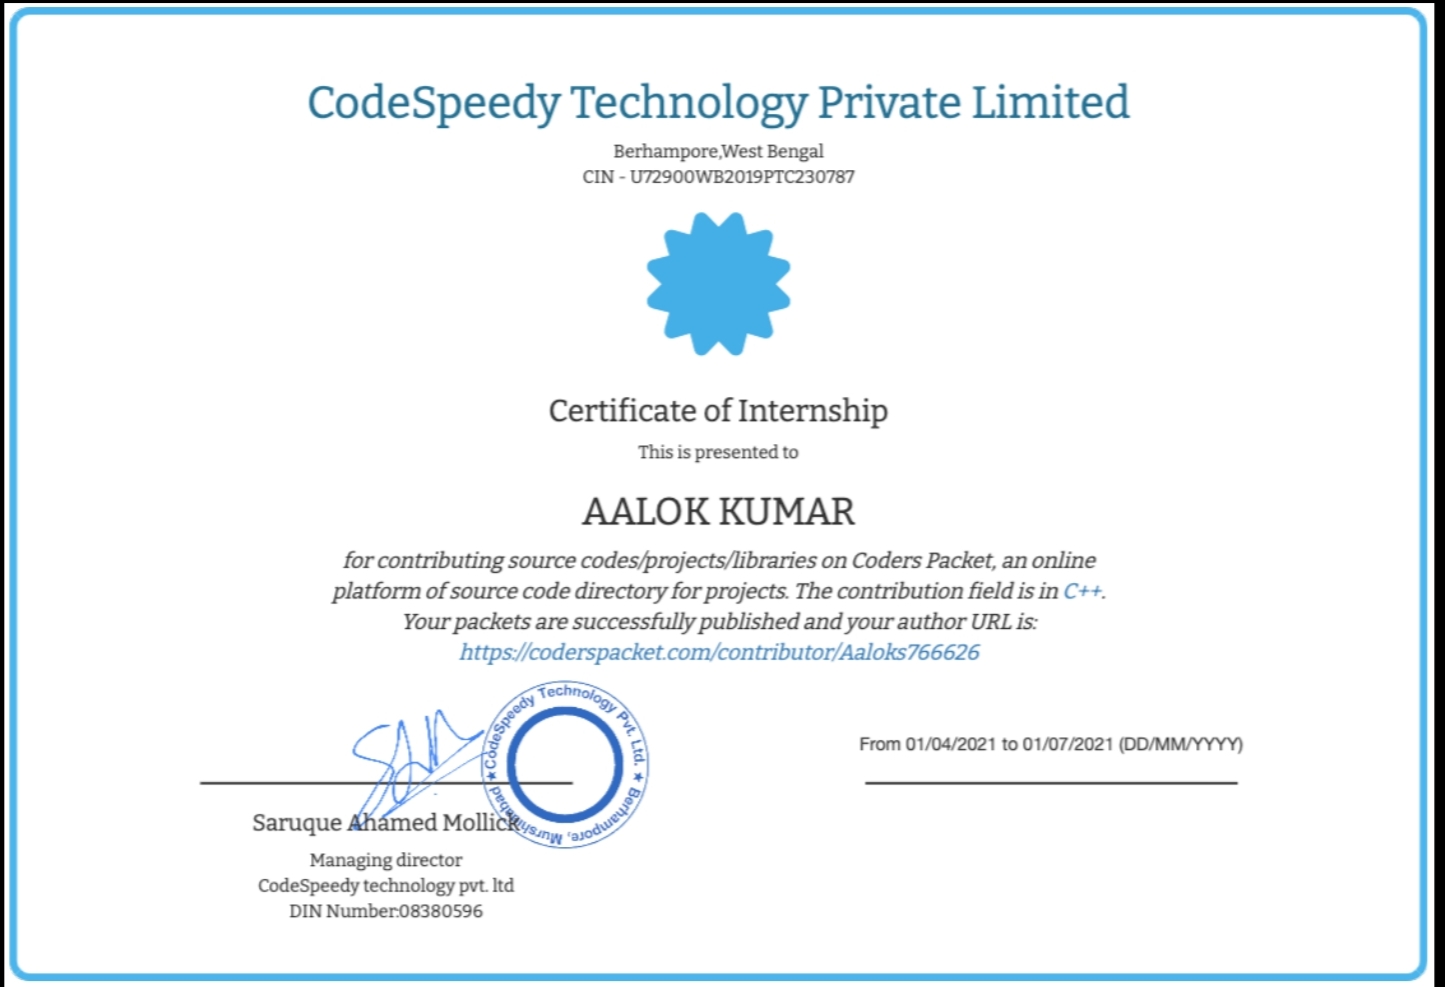 CodeSpeedy Technology Private Limited
Berhampore,West Bengal
CIN - U72900WB2019PTC230787
Certificate of Internship
This is presented to
AALOK KUMAR
for contributing source codes/projects/libraries on Coders Packet, an online
platform of source code directory for projects. The contribution field is in C++.
Your packets are successfully published and your author URL is:
https://coderspacket.com/contributor/Aaloks766626
CodeSpeedy Technology Pvt. Ltd. ★ Berhampore, Murshidabad ★
From 01/04/2021 to 01/07/2021 (DD/MM/YYYY)
Saruque Ahamed Mollick
Managing director
CodeSpeedy technology pvt. ltd
DIN Number:08380596